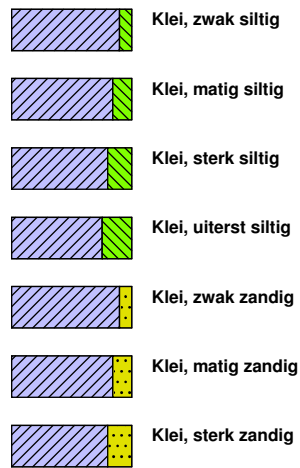 Klei, zwak siltig
Klei, matig siltig
Klei, sterk siltig
Klei, uiterst siltig
Klei, zwak zandig
Klei, matig zandig
Klei, sterk zandig